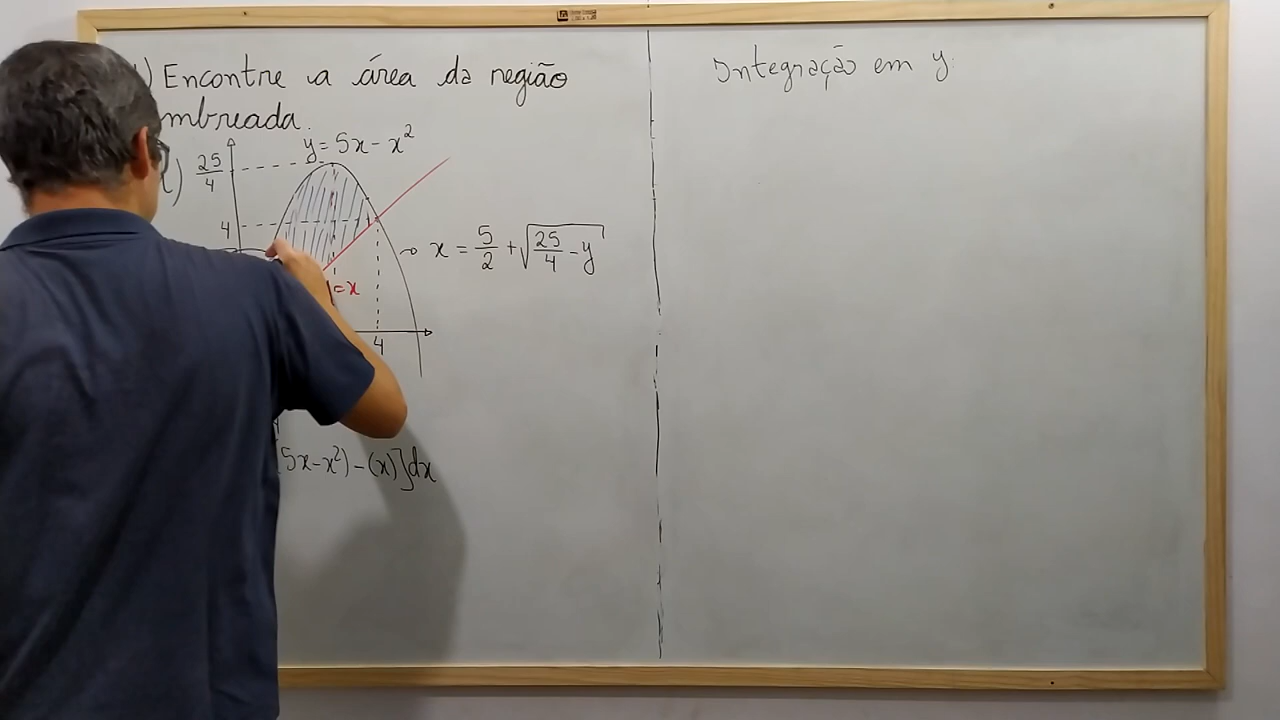 ) Encontre a área da região
mbreada.
y = 5x - x²
) 25/4
4
x = 5/2 + √(25/4 - y)
= x
4
5x - x²) - (x)] dx
Integração em y: